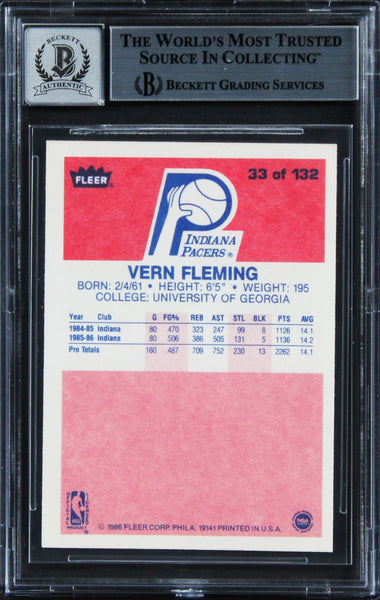 BECKETT
B
AUTHENTIC
THE WORLD'S MOST TRUSTED
SOURCE IN COLLECTING™
B BECKETT GRADING SERVICES
FLEER
33 of 132
INDIANA
PACERS®
VERN FLEMING
BORN: 2/4/61 • HEIGHT: 6'5" • WEIGHT: 195
COLLEGE: UNIVERSITY OF GEORGIA
Year Club G FG% REB AST STL BLK PTS AVG
1984-85 Indiana 80 .470 323 247 99 8 1126 14.1
1985-86 Indiana 80 .506 386 505 131 5 1136 14.2
Pro Totals 160 .487 709 752 230 13 2262 14.1
NBA
© 1986 FLEER CORP. PHILA. 19141 PRINTED IN U.S.A.